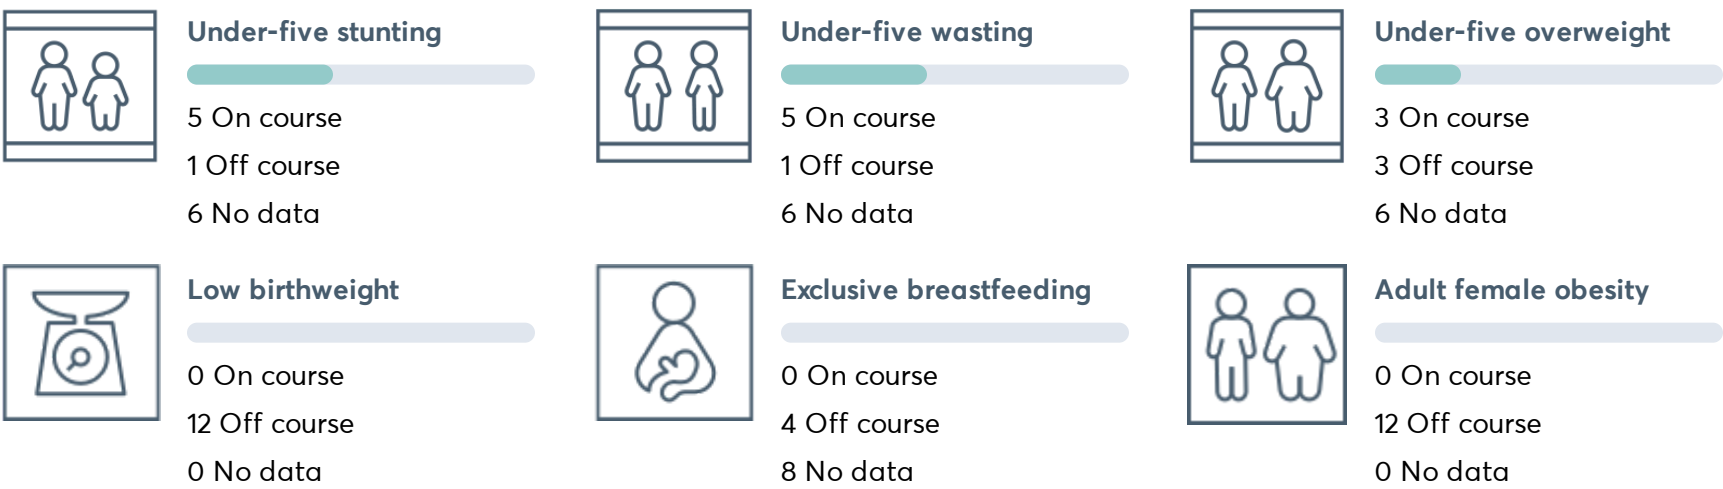 Under-five stunting
5 On course
1 Off course
6 No data
Under-five wasting
5 On course
1 Off course
6 No data
Under-five overweight
3 On course
3 Off course
6 No data
Low birthweight
0 On course
12 Off course
0 No data
Exclusive breastfeeding
0 On course
4 Off course
8 No data
Adult female obesity
0 On course
12 Off course
0 No data